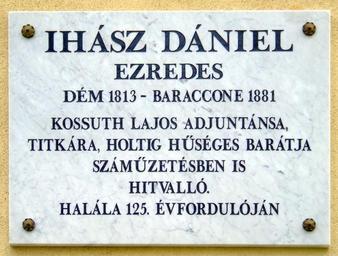 IHÁSZ DÁNIEL
EZREDES
DÉM 1813 - BARACCONE 1881
KOSSUTH LAJOS ADJUNTÁNSA,
TITKÁRA, HOLTIG HŰSÉGES BARÁTJA
SZÁMŰZETÉSBEN IS
HITVALLÓ.
HALÁLA 125. ÉVFORDULÓJÁN